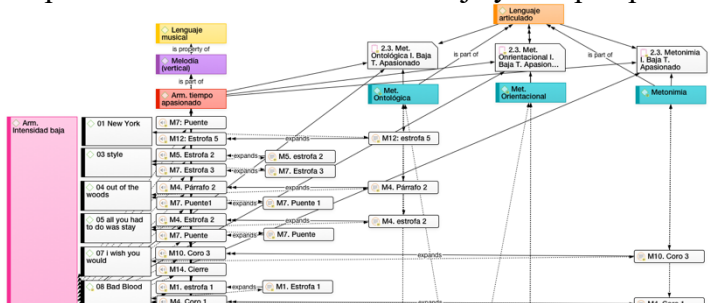 Lenguaje
musical
Lenguaje
articulado
is property of
Melodía
(vertical)
is part of
2.3. Met.
Ontológica I. Baja
T. Apasionado
is part of
2.3. Met.
Onrientacional I.
Baja T. Apasion...
is part of
2.3. Metonimia
I. Baja T.
Apasionado
is part of
Arm. tiempo
apasionado
Met.
Ontológica
Met.
Orientacional
Metonimia
Arm.
Intensidad baja
01 New York
M7: Puente
M12: Estrofa 5
expands
M12: estrofa 5
03 style
M5. Estrofa 2
expands
M5. estrofa 2
M7. Estrofa 3
expands
M7. Estrofa 3
04 out of the
woods
M4. Párrafo 2
expands
M4. Párrafo 2
M7. Puente1
expands
M7. Puente 1
05 all you had
to do was stay
M4. Estrofa 2
expands
M4. estrofa 2
M7. Puente
expands
M7. Puente
07 i wish you
would
M10. Coro 3
expands
M10. Coro 3
M14. Cierre
08 Bad Blood
M1. estrofa 1
expands
M1. Estrofa 1
M4. Coro 1